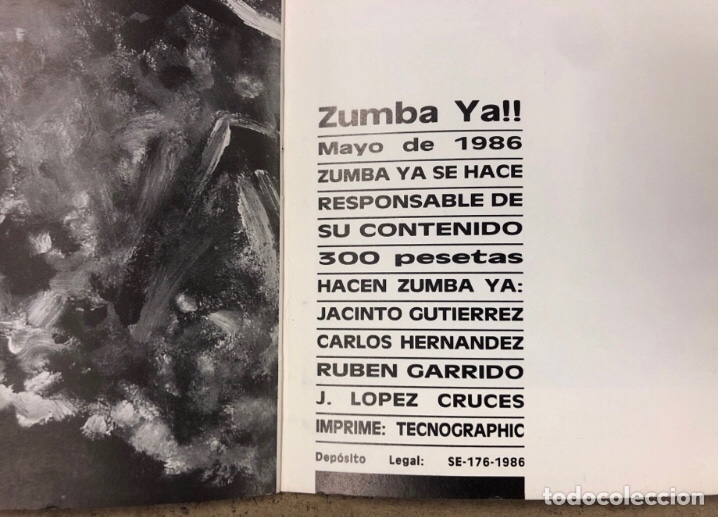 Zumba Ya!!
Mayo de 1986
ZUMBA YA SE HACE
RESPONSABLE DE
SU CONTENIDO
300 pesetas
HACEN ZUMBA YA:
JACINTO GUTIERREZ
CARLOS HERNANDEZ
RUBEN GARRIDO
J. LOPEZ CRUCES
IMPRIME: TECNOGRAPHIC
Depósito Legal: SE-176-1986
todocoleccion